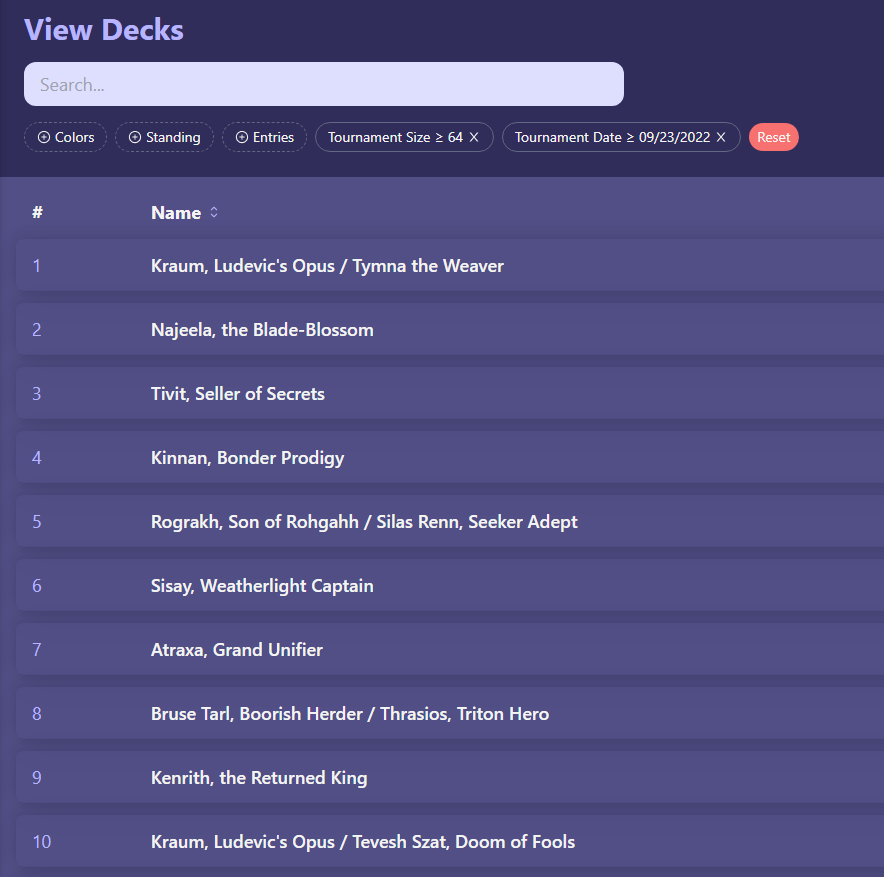 View Decks
Search...
Colors Standing Entries Tournament Size ≥ 64 X Tournament Date ≥ 09/23/2022 X Reset
# Name
1 Kraum, Ludevic's Opus / Tymna the Weaver
2 Najeela, the Blade-Blossom
3 Tivit, Seller of Secrets
4 Kinnan, Bonder Prodigy
5 Rograkh, Son of Rohgahh / Silas Renn, Seeker Adept
6 Sisay, Weatherlight Captain
7 Atraxa, Grand Unifier
8 Bruse Tarl, Boorish Herder / Thrasios, Triton Hero
9 Kenrith, the Returned King
10 Kraum, Ludevic's Opus / Tevesh Szat, Doom of Fools